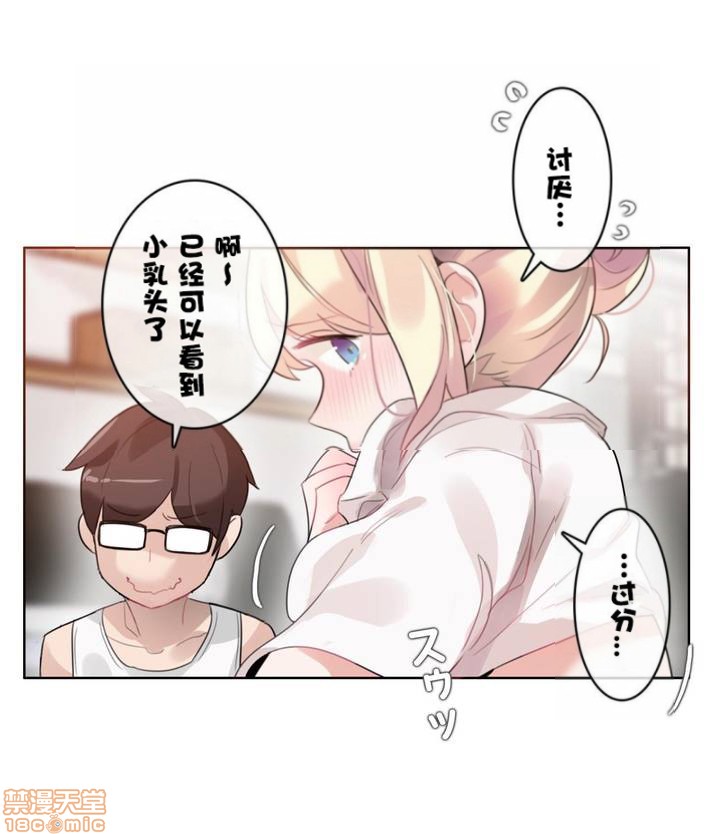 讨厌…
啊~
已经可以看到
小乳头了
…过分…
スウッ
禁漫天堂
18comic